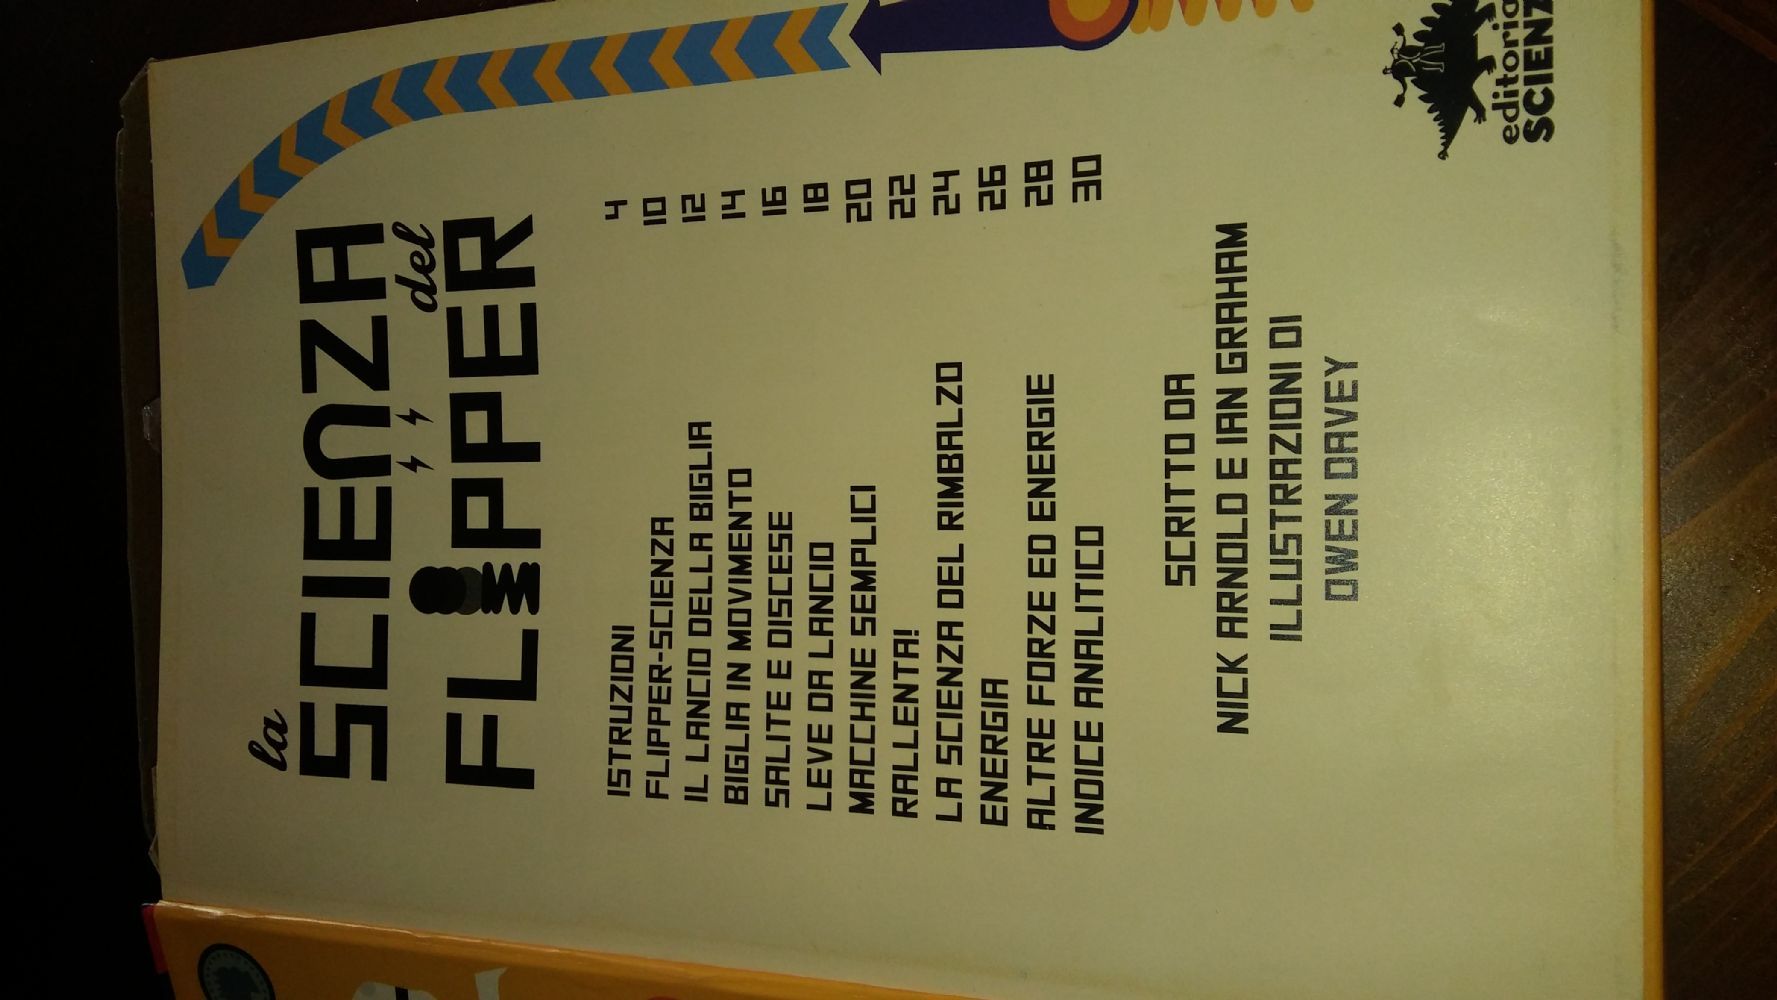 la
SCIENZA
del
FLIPPER
ISTRUZIONI 4
FLIPPER-SCIENZA 10
IL LANCIO DELLA BIGLIA 12
BIGLIA IN MOVIMENTO 14
SALITE E DISCESE 16
LEVE DA LANCIO 18
MACCHINE SEMPLICI 20
RALLENTA! 22
LA SCIENZA DEL RIMBALZO 24
ENERGIA 26
ALTRE FORZE ED ENERGIE 28
INDICE ANALITICO 30
SCRITTO DA
NICK ARNOLD E IAN GRAHAM
ILLUSTRAZIONI DI
OWEN DAVEY
editoria
SCIENZ